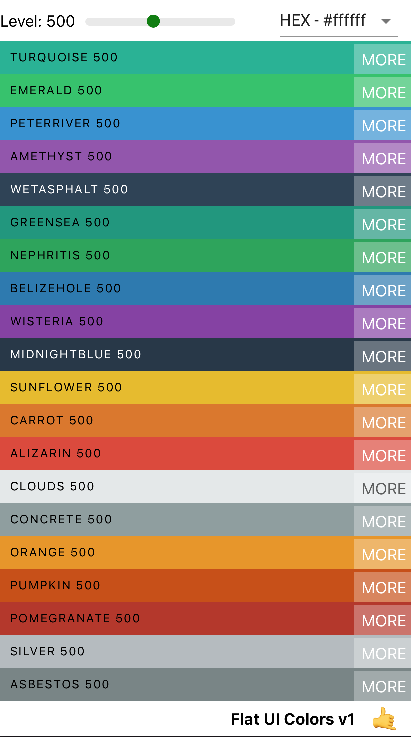 Level: 500 HEX - #ffffff
TURQUOISE 500 MORE
EMERALD 500 MORE
PETERRIVER 500 MORE
AMETHYST 500 MORE
WETASPHALT 500 MORE
GREENSEA 500 MORE
NEPHRITIS 500 MORE
BELIZEHOLE 500 MORE
WISTERIA 500 MORE
MIDNIGHTBLUE 500 MORE
SUNFLOWER 500 MORE
CARROT 500 MORE
ALIZARIN 500 MORE
CLOUDS 500 MORE
CONCRETE 500 MORE
ORANGE 500 MORE
PUMPKIN 500 MORE
POMEGRANATE 500 MORE
SILVER 500 MORE
ASBESTOS 500 MORE
Flat UI Colors v1 🤙